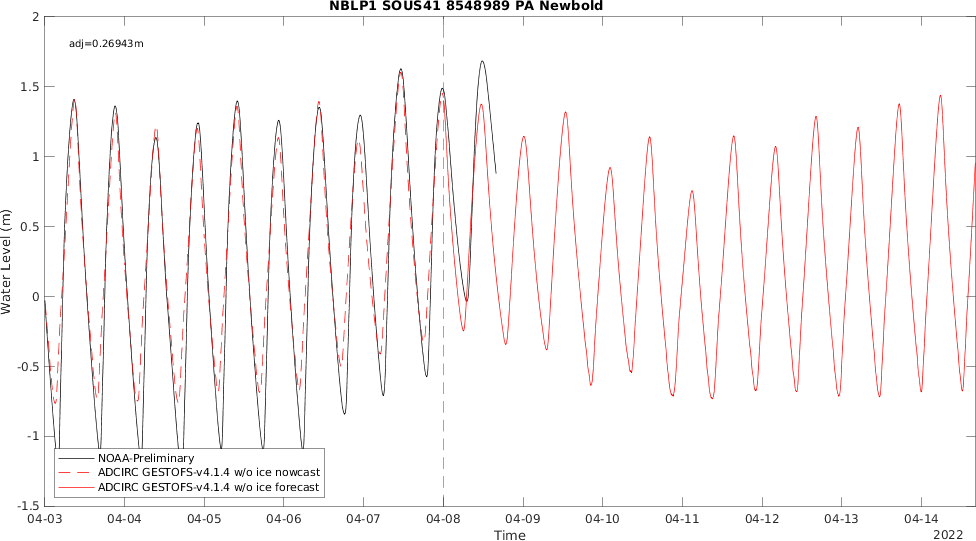 NBLP1 SOUS41 8548989 PA Newbold
adj=0.26943m
Water Level (m)
2
1.5
1
0.5
0
-0.5
-1
-1.5
NOAA-Preliminary
ADCIRC GESTOFS-v4.1.4 w/o ice nowcast
ADCIRC GESTOFS-v4.1.4 w/o ice forecast
04-03 04-04 04-05 04-06 04-07 04-08 04-09 04-10 04-11 04-12 04-13 04-14
Time
2022